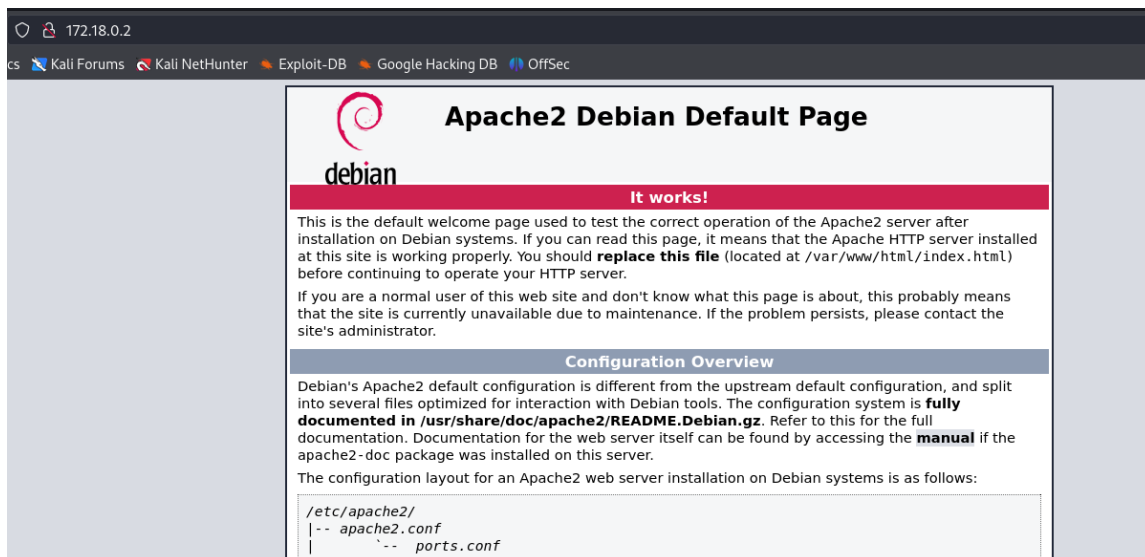 172.18.0.2
cs Kali Forums Kali NetHunter Exploit-DB Google Hacking DB OffSec
debian
Apache2 Debian Default Page
It works!
This is the default welcome page used to test the correct operation of the Apache2 server after
installation on Debian systems. If you can read this page, it means that the Apache HTTP server installed
at this site is working properly. You should replace this file (located at /var/www/html/index.html)
before continuing to operate your HTTP server.
If you are a normal user of this web site and don't know what this page is about, this probably means
that the site is currently unavailable due to maintenance. If the problem persists, please contact the
site's administrator.
Configuration Overview
Debian's Apache2 default configuration is different from the upstream default configuration, and split
into several files optimized for interaction with Debian tools. The configuration system is fully
documented in /usr/share/doc/apache2/README.Debian.gz. Refer to this for the full
documentation. Documentation for the web server itself can be found by accessing the manual if the
apache2-doc package was installed on this server.
The configuration layout for an Apache2 web server installation on Debian systems is as follows:
/etc/apache2/
|-- apache2.conf
|       `--  ports.conf